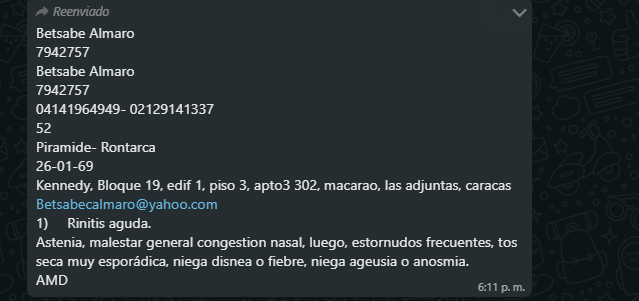 Reenviado
Betsabe Almaro
7942757
Betsabe Almaro
7942757
04141964949- 02129141337
52
Piramide- Rontarca
26-01-69
Kennedy, Bloque 19, edif 1, piso 3, apto3 302, macarao, las adjuntas, caracas
Betsabecalmaro@yahoo.com
1) Rinitis aguda.
Astenia, malestar general congestion nasal, luego, estornudos frecuentes, tos
seca muy esporádica, niega disnea o fiebre, niega ageusia o anosmia.
AMD
6:11 p. m.